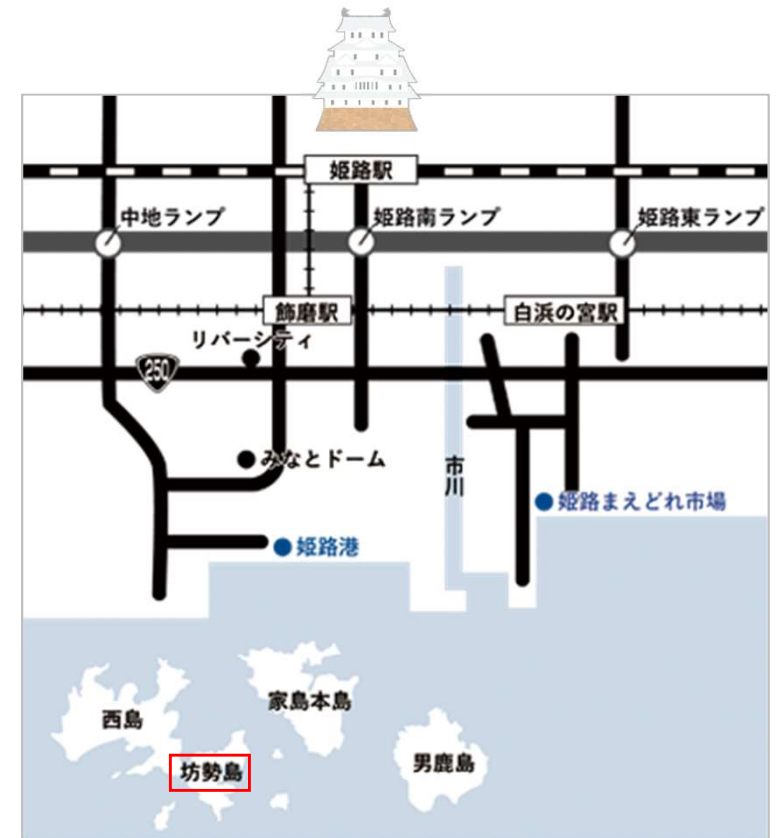 姫路駅
中地ランプ
姫路南ランプ
姫路東ランプ
飾磨駅
白浜の宮駅
リバーシティ
250
みなとドーム
市川
姫路まえどれ市場
姫路港
家島本島
西島
男鹿島
坊勢島